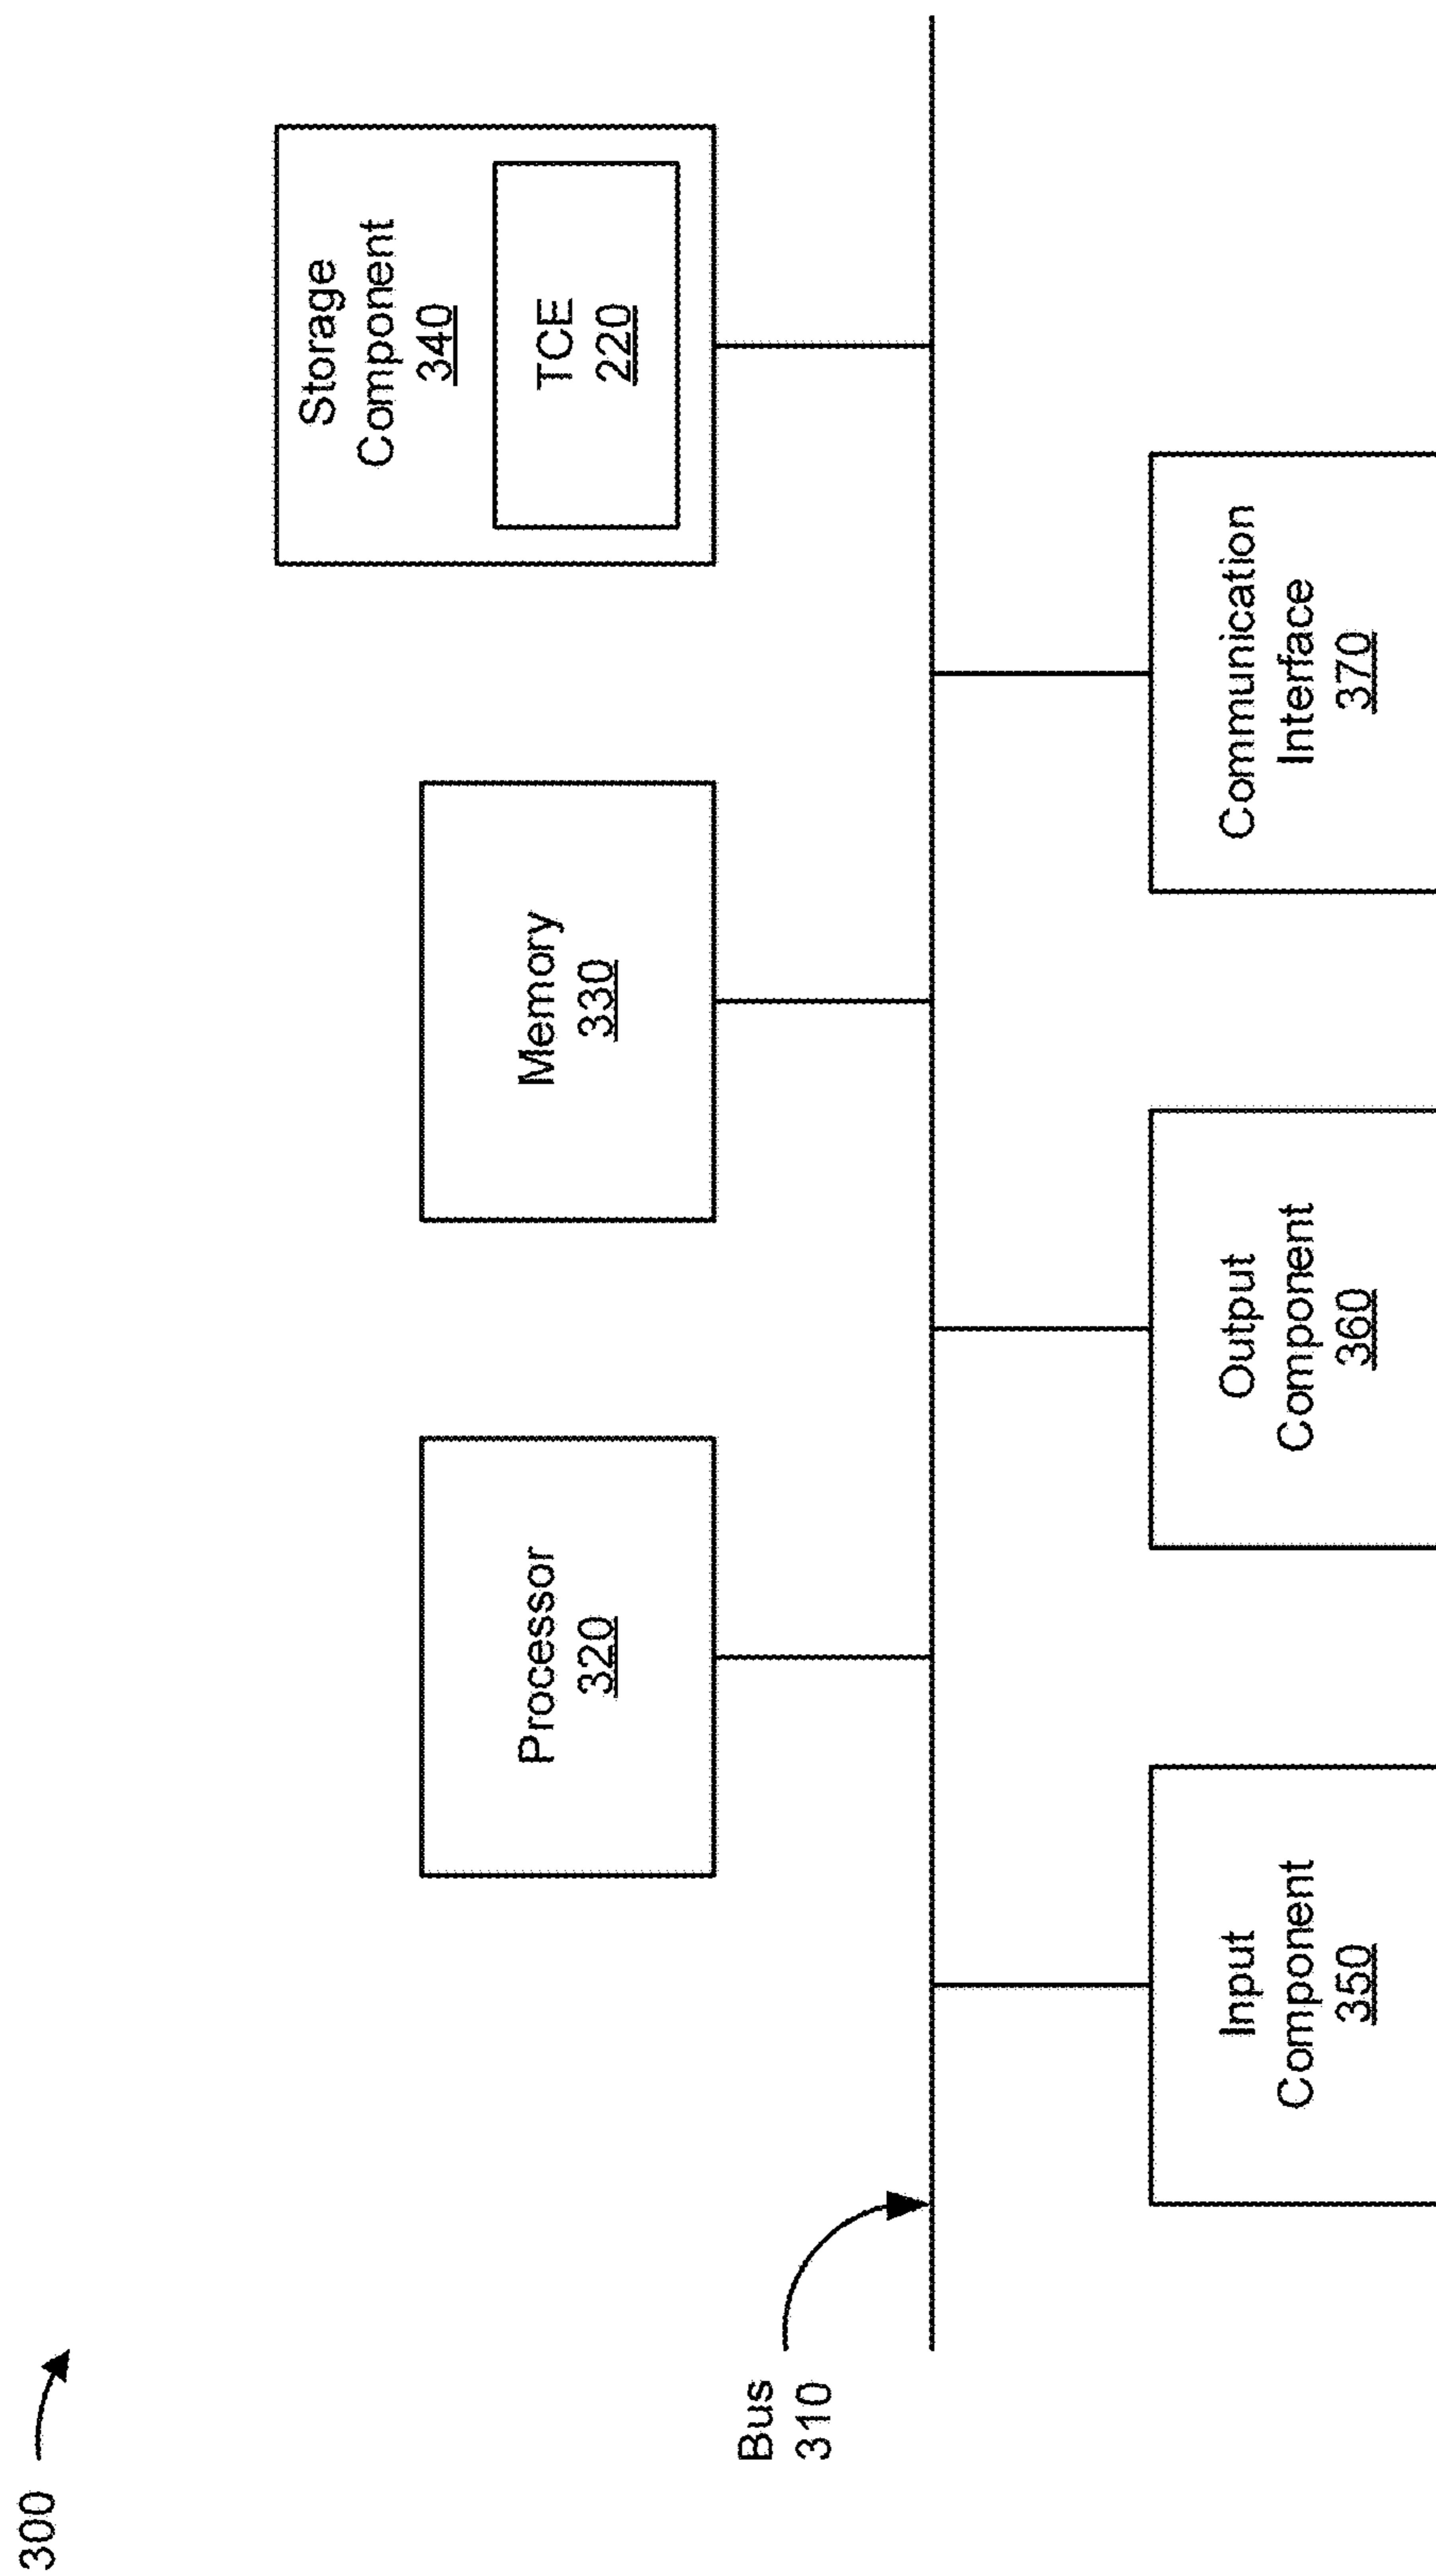 300
Storage
Component
340
TCE
220
Memory
330
Processor
320
Bus
310
Input
Component
350
Output
Component
360
Communication
Interface
370